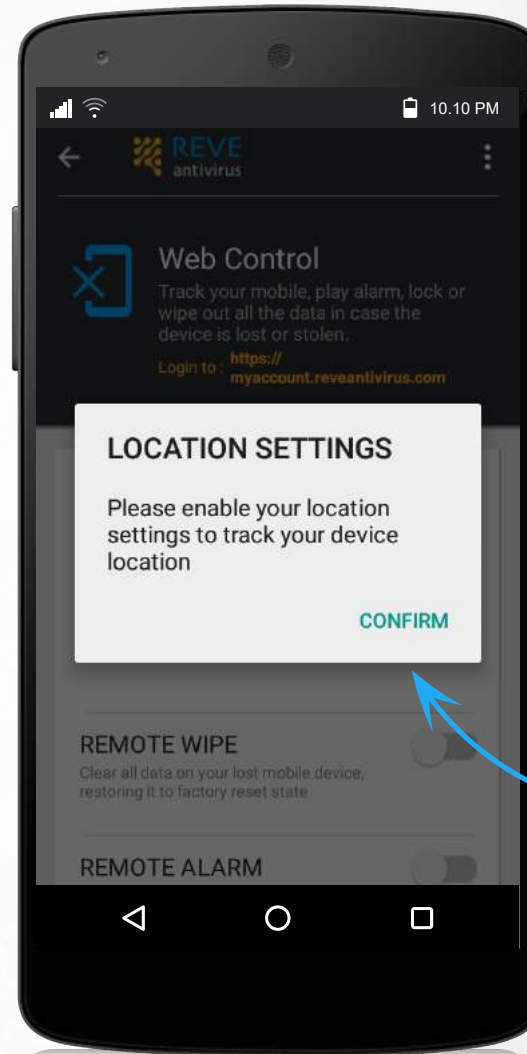 10.10 PM
REVE
antivirus
Web Control
Track your mobile, play alarm, lock or
wipe out all the data in case the
device is lost or stolen.
Login to : https://
myaccount.reveantivirus.com
LOCATION SETTINGS
Please enable your location
settings to track your device
location
CONFIRM
REMOTE WIPE
Clear all data on your lost mobile device,
restoring it to factory reset state
REMOTE ALARM